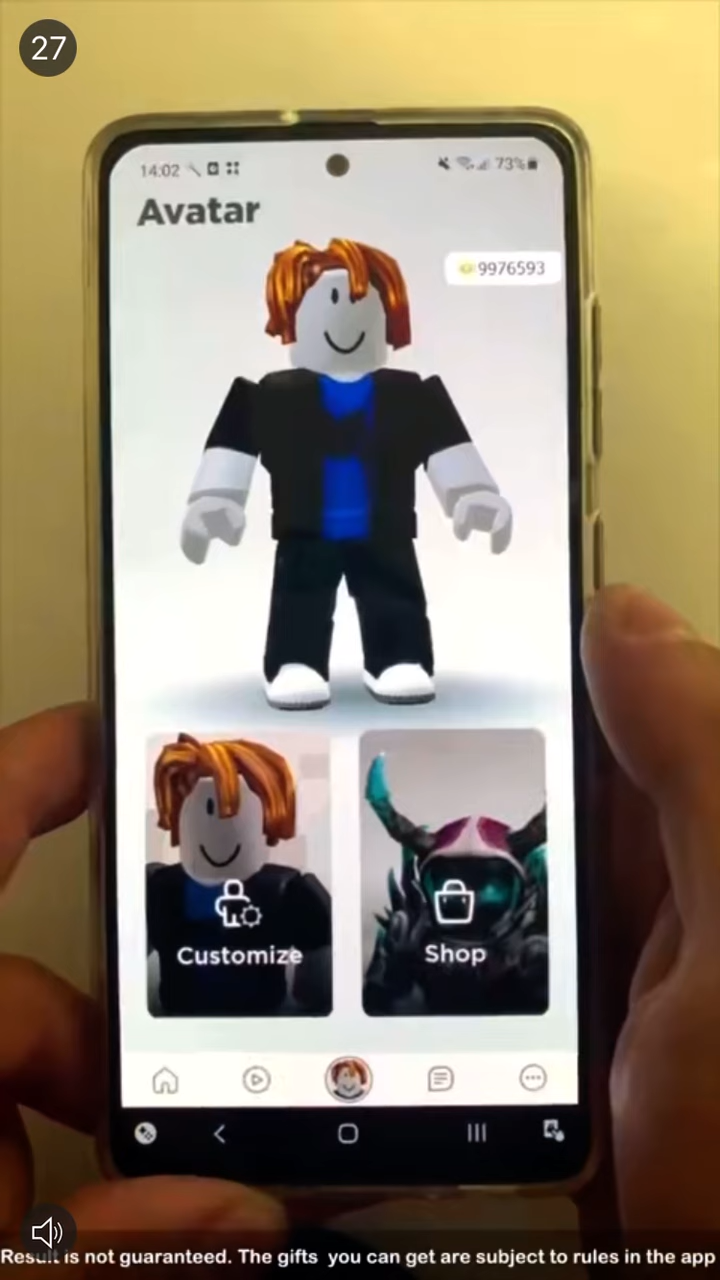 27
14:02
73%
Avatar
9976593
Customize
Shop
Result is not guaranteed. The gifts you can get are subject to rules in the app